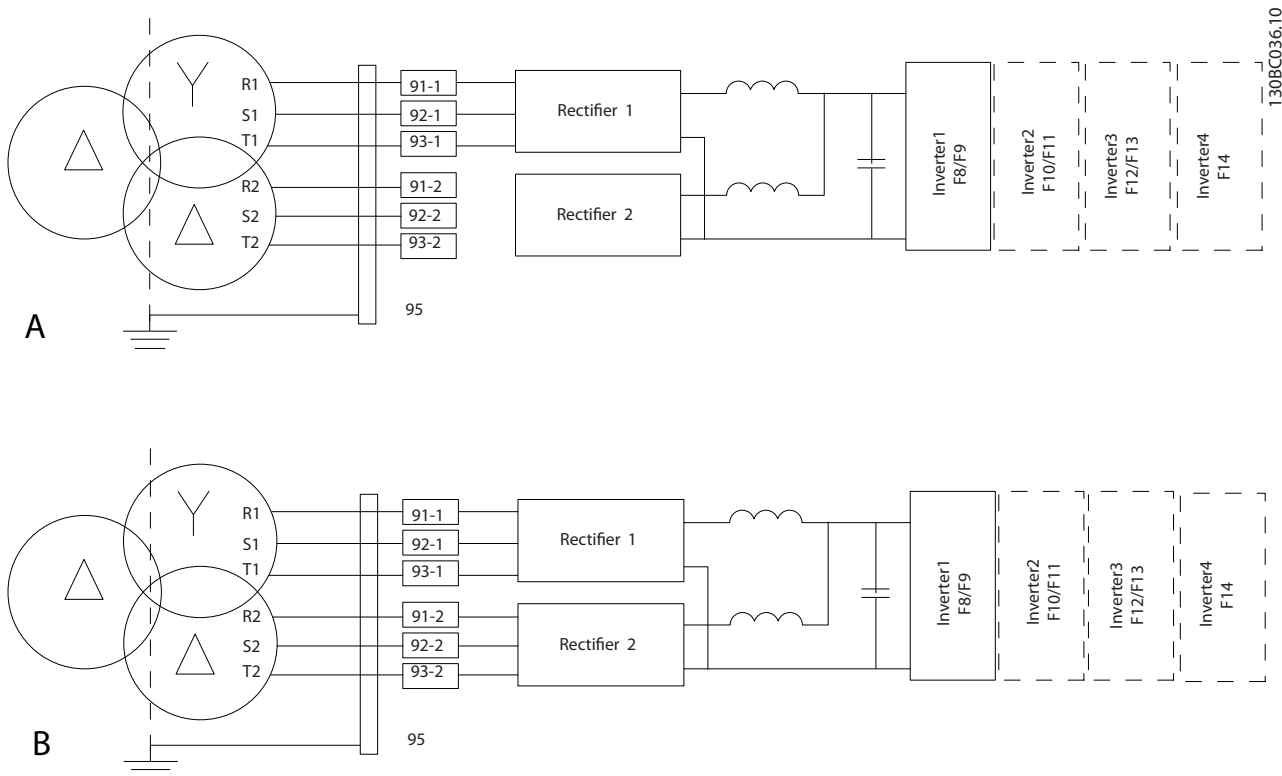 130BC036.10
R1
91-1
S1
92-1
T1
93-1
Rectifier 1
R2
91-2
S2
92-2
T2
93-2
Rectifier 2
Inverter1
F8/F9
Inverter2
F10/F11
Inverter3
F12/F13
Inverter4
F14
95
A
R1
91-1
S1
92-1
T1
93-1
Rectifier 1
R2
91-2
S2
92-2
T2
93-2
Rectifier 2
Inverter1
F8/F9
Inverter2
F10/F11
Inverter3
F12/F13
Inverter4
F14
95
B